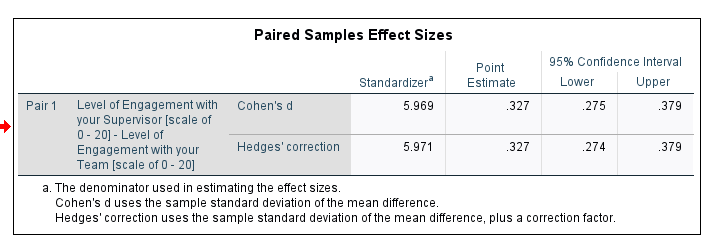 Paired Samples Effect Sizes
Standardizerᵃ Point Estimate 95% Confidence Interval
Lower Upper
Pair 1 Level of Engagement with your Supervisor [scale of 0 - 20] - Level of Engagement with your Team [scale of 0 - 20] Cohen's d 5.969 .327 .275 .379
Hedges' correction 5.971 .327 .274 .379
a. The denominator used in estimating the effect sizes.
Cohen's d uses the sample standard deviation of the mean difference.
Hedges' correction uses the sample standard deviation of the mean difference, plus a correction factor.